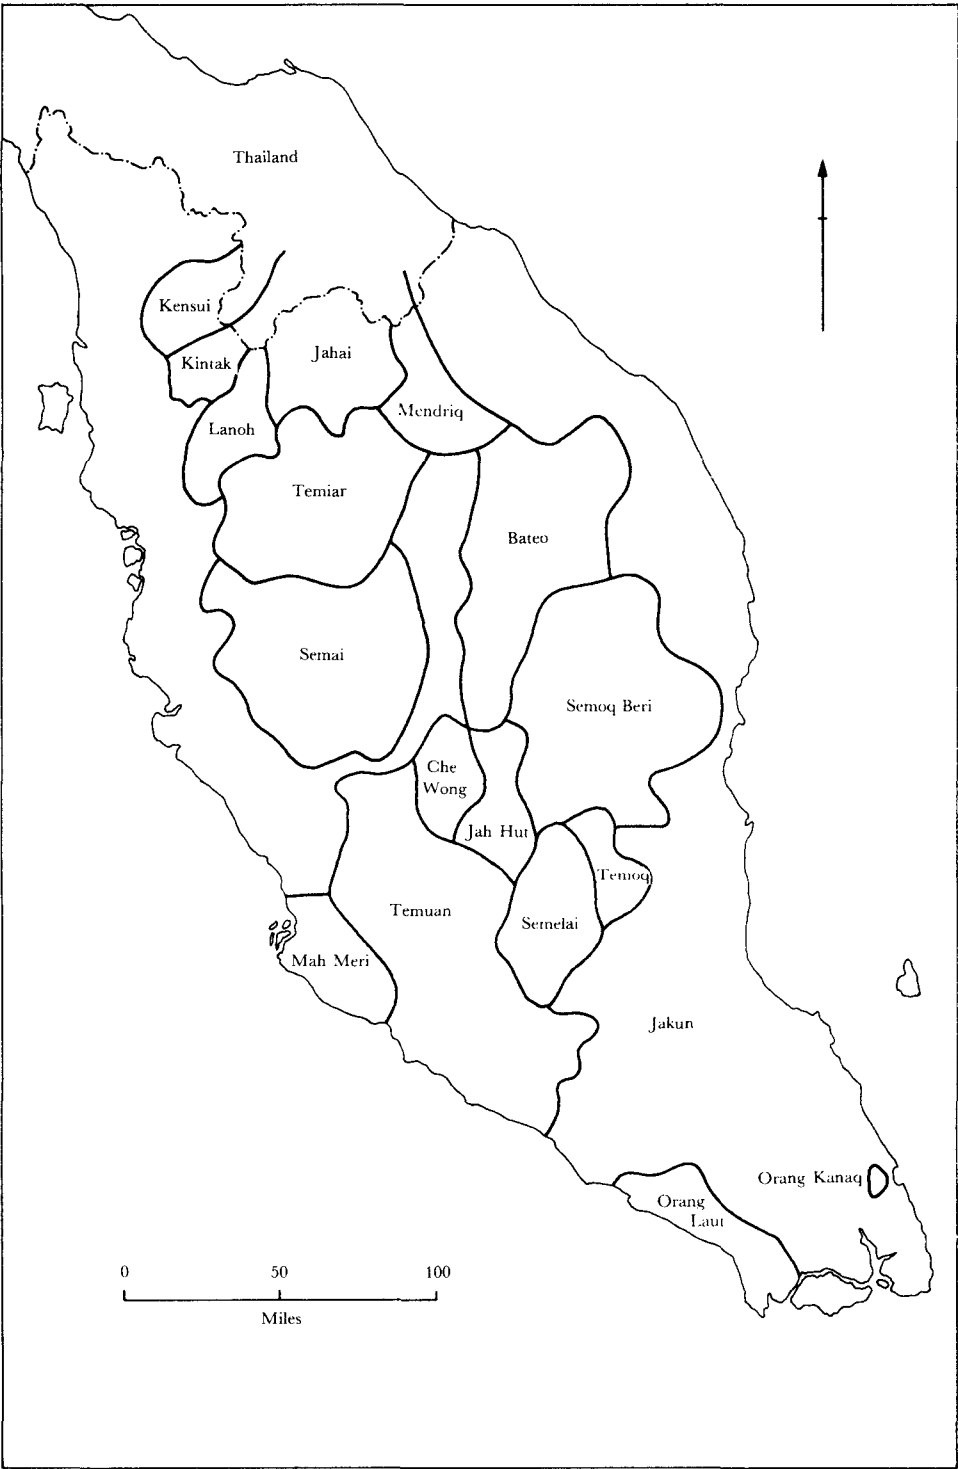 Thailand
Kensui
Kintak
Jahai
Mendriq
Lanoh
Temiar
Bateo
Semai
Semoq Beri
Che
Wong
Jah Hut
Temoq
Temuan
Semelai
Mah Meri
Jakun
Orang Kanaq
Orang
Laut
0 50 100
Miles